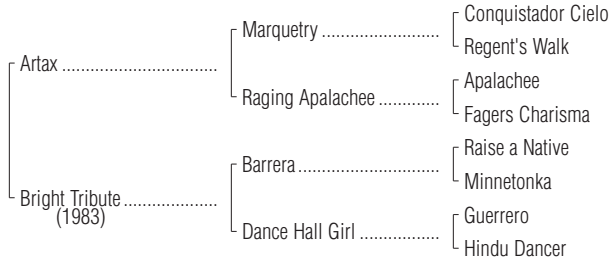 Conquistador Cielo
Marquetry
Regent's Walk
Artax
Apalachee
Raging Apalachee
Fagers Charisma
Raise a Native
Barrera
Minnetonka
Bright Tribute
(1983)
Guerrero
Dance Hall Girl
Hindu Dancer